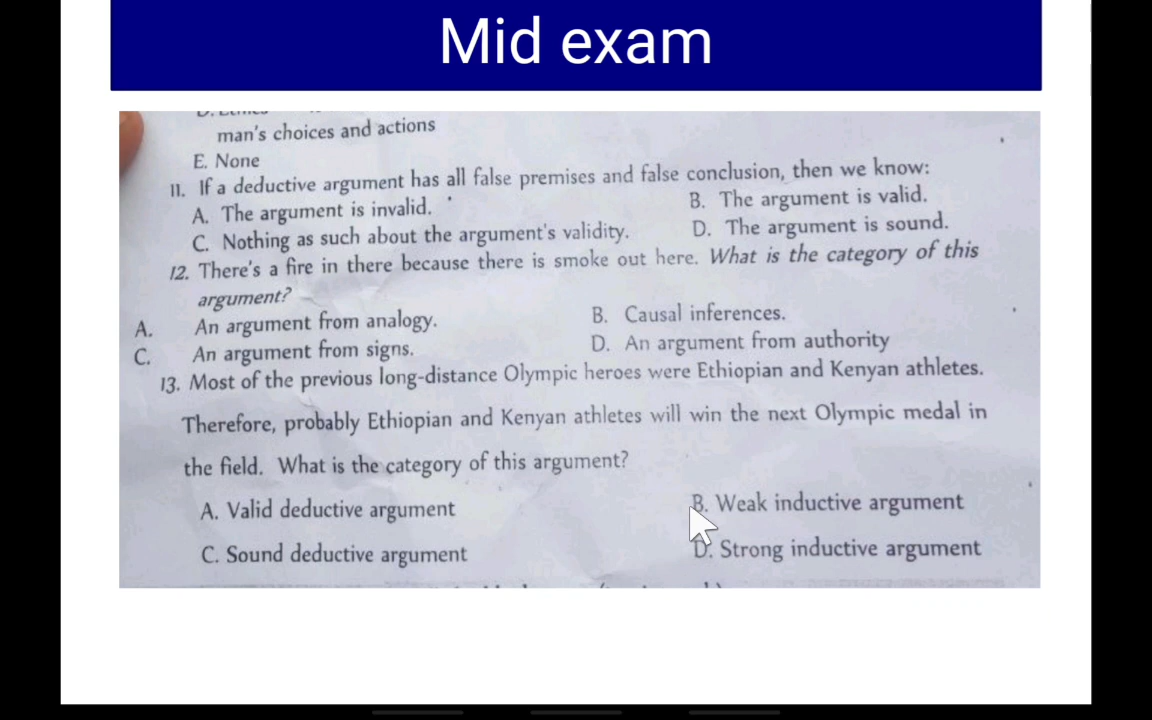 Mid exam
man's choices and actions
E. None
11. If a deductive argument has all false premises and false conclusion, then we know:
A. The argument is invalid. B. The argument is valid.
C. Nothing as such about the argument's validity. D. The argument is sound.
12. There's a fire in there because there is smoke out here. What is the category of this
argument?
A. An argument from analogy. B. Causal inferences.
C. An argument from signs. D. An argument from authority
13. Most of the previous long-distance Olympic heroes were Ethiopian and Kenyan athletes.
Therefore, probably Ethiopian and Kenyan athletes will win the next Olympic medal in
the field. What is the category of this argument?
A. Valid deductive argument B. Weak inductive argument
C. Sound deductive argument D. Strong inductive argument